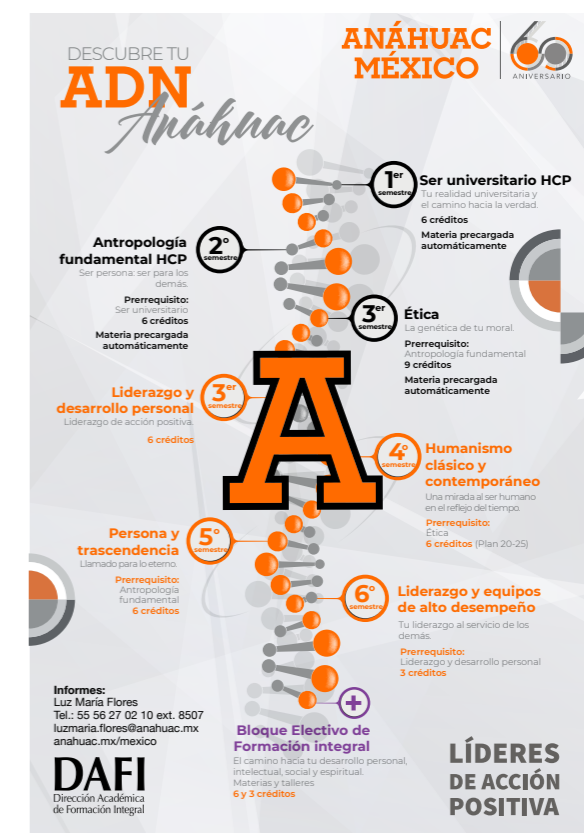 DESCUBRE TU
ADN
Anáhuac
ANÁHUAC
MÉXICO
60
ANIVERSARIO
1er
semestre
Ser universitario HCP
Tu realidad universitaria y
el camino hacia la verdad.
6 créditos
Materia precargada
automáticamente
2º
semestre
Antropología
fundamental HCP
Ser persona: ser para los
demás.
Prerrequisito:
Ser universitario
6 créditos
Materia precargada
automáticamente
3er
semestre
Ética
La genética de tu moral.
Prerrequisito:
Antropología fundamental
9 créditos
Materia precargada
automáticamente
3er
semestre
Liderazgo y
desarrollo personal
Liderazgo de acción positiva.
6 créditos
A
4º
semestre
Humanismo
clásico y
contemporáneo
Una mirada al ser humano
en el reflejo del tiempo.
Prerrequisito:
Ética
6 créditos (Plan 20-25)
5º
semestre
Persona y
trascendencia
Llamado para lo eterno.
Prerrequisito:
Antropología
fundamental
6 créditos
6º
semestre
Liderazgo y equipos
de alto desempeño
Tu liderazgo al servicio de los
demás.
Prerrequisito:
Liderazgo y desarrollo personal
3 créditos
+
Bloque Electivo de
Formación integral
El camino hacia tu desarrollo personal,
intelectual, social y espiritual.
Materias y talleres.
6 y 3 créditos
Informes:
Luz María Flores
Tel.: 55 56 27 02 10 ext. 8507
luzmaria.flores@anahuac.mx
anahuac.mx/mexico
DAFI
Dirección Académica
de Formación Integral
LÍDERES
DE ACCIÓN
POSITIVA